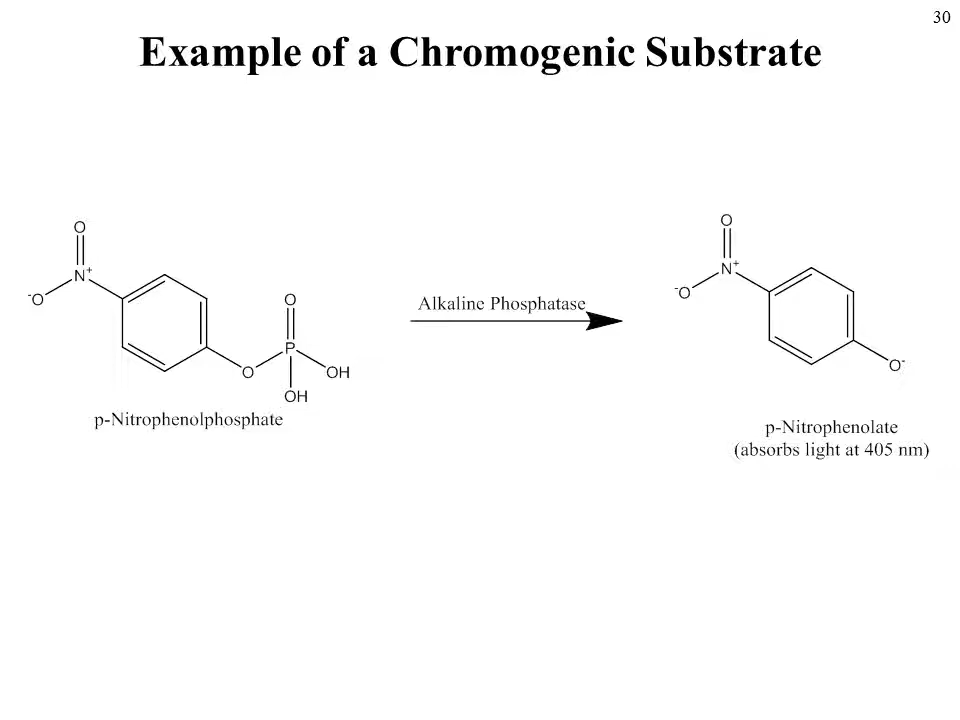 30
Example of a Chromogenic Substrate
O
N+
-O
O
P
O
OH
OH
p-Nitrophenolphosphate
Alkaline Phosphatase
O
N+
-O
O-
p-Nitrophenolate
(absorbs light at 405 nm)